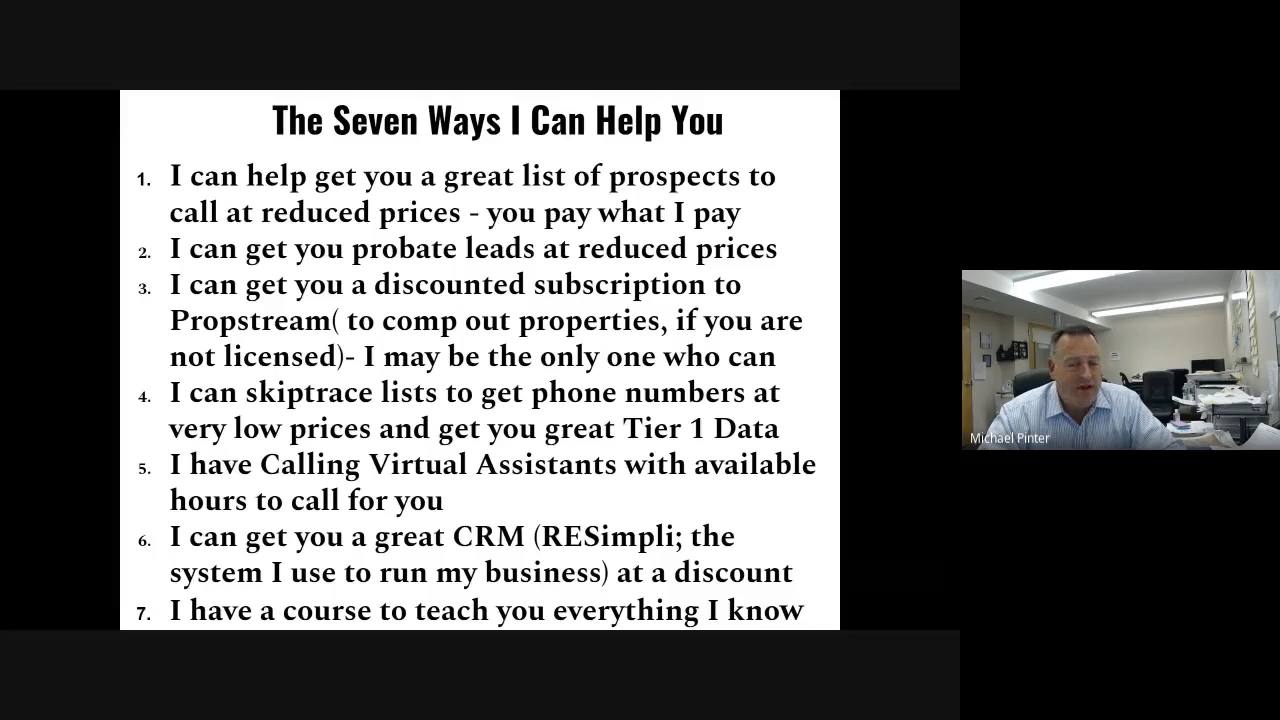 The Seven Ways I Can Help You
1. I can help get you a great list of prospects to
call at reduced prices - you pay what I pay
2. I can get you probate leads at reduced prices
3. I can get you a discounted subscription to
Propstream( to comp out properties, if you are
not licensed)- I may be the only one who can
4. I can skiptrace lists to get phone numbers at
very low prices and get you great Tier 1 Data
5. I have Calling Virtual Assistants with available
hours to call for you
6. I can get you a great CRM (RESimpli; the
system I use to run my business) at a discount
7. I have a course to teach you everything I know
Michael Pinter